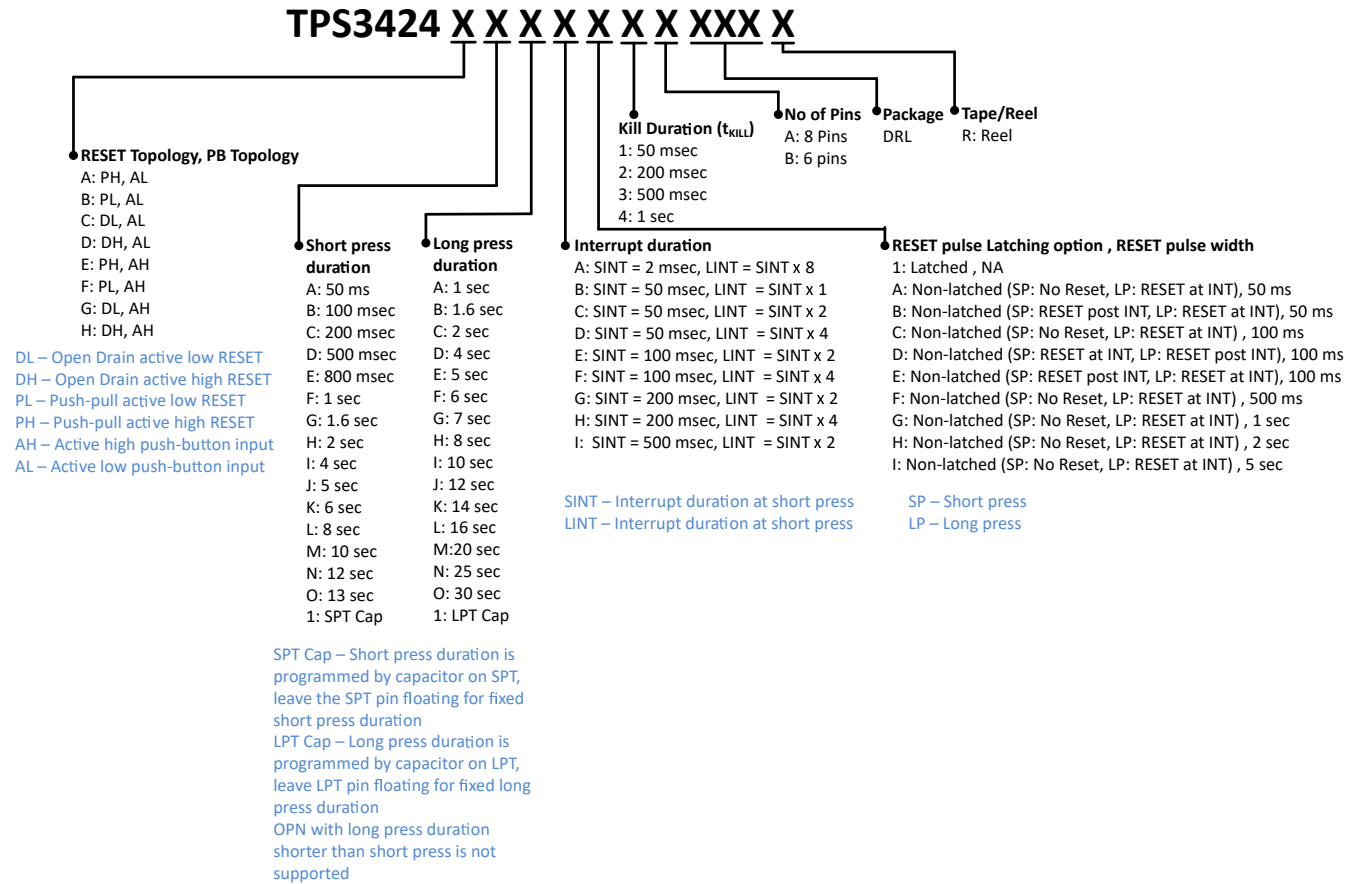 TPS3424 X X X X X X X XXX X
RESET Topology, PB Topology
A: PH, AL
B: PL, AL
C: DL, AL
D: DH, AL
E: PH, AH
F: PL, AH
G: DL, AH
H: DH, AH
DL – Open Drain active low RESET
DH – Open Drain active high RESET
PL – Push-pull active low RESET
PH – Push-pull active high RESET
AH – Active high push-button input
AL – Active low push-button input
Short press
duration
A: 50 ms
B: 100 msec
C: 200 msec
D: 500 msec
E: 800 msec
F: 1 sec
G: 1.6 sec
H: 2 sec
I: 4 sec
J: 5 sec
K: 6 sec
L: 8 sec
M: 10 sec
N: 12 sec
O: 13 sec
1: SPT Cap
Long press
duration
A: 1 sec
B: 1.6 sec
C: 2 sec
D: 4 sec
E: 5 sec
F: 6 sec
G: 7 sec
H: 8 sec
I: 10 sec
J: 12 sec
K: 14 sec
L: 16 sec
M:20 sec
N: 25 sec
O: 30 sec
1: LPT Cap
SPT Cap – Short press duration is
programmed by capacitor on SPT,
leave the SPT pin floating for fixed
short press duration
LPT Cap – Long press duration is
programmed by capacitor on LPT,
leave LPT pin floating for fixed long
press duration
OPN with long press duration
shorter than short press is not
supported
Interrupt duration
A: SINT = 2 msec, LINT = SINT x 8
B: SINT = 50 msec, LINT = SINT x 1
C: SINT = 50 msec, LINT = SINT x 2
D: SINT = 50 msec, LINT = SINT x 4
E: SINT = 100 msec, LINT = SINT x 2
F: SINT = 100 msec, LINT = SINT x 4
G: SINT = 200 msec, LINT = SINT x 2
H: SINT = 200 msec, LINT = SINT x 4
I: SINT = 500 msec, LINT = SINT x 2
SINT – Interrupt duration at short press
LINT – Interrupt duration at short press
Kill Duration (tKILL)
1: 50 msec
2: 200 msec
3: 500 msec
4: 1 sec
No of Pins
A: 8 Pins
B: 6 pins
Package
DRL
Tape/Reel
R: Reel
RESET pulse Latching option , RESET pulse width
1: Latched , NA
A: Non-latched (SP: No Reset, LP: RESET at INT), 50 ms
B: Non-latched (SP: RESET post INT, LP: RESET at INT), 50 ms
C: Non-latched (SP: No Reset, LP: RESET at INT) , 100 ms
D: Non-latched (SP: RESET at INT, LP: RESET post INT), 100 ms
E: Non-latched (SP: RESET post INT, LP: RESET at INT), 100 ms
F: Non-latched (SP: No Reset, LP: RESET at INT) , 500 ms
G: Non-latched (SP: No Reset, LP: RESET at INT) , 1 sec
H: Non-latched (SP: No Reset, LP: RESET at INT) , 2 sec
I: Non-latched (SP: No Reset, LP: RESET at INT) , 5 sec
SP – Short press
LP – Long press